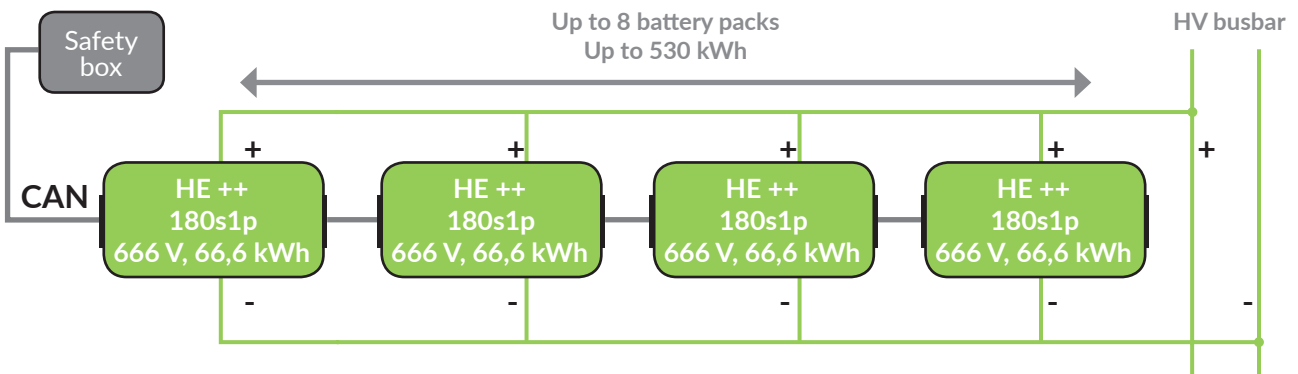 Safety
box
Up to 8 battery packs
Up to 530 kWh
HV busbar
+
+
+
+
+
CAN
HE ++
180s1p
666 V, 66,6 kWh
HE ++
180s1p
666 V, 66,6 kWh
HE ++
180s1p
666 V, 66,6 kWh
HE ++
180s1p
666 V, 66,6 kWh
-
-
-
-
-